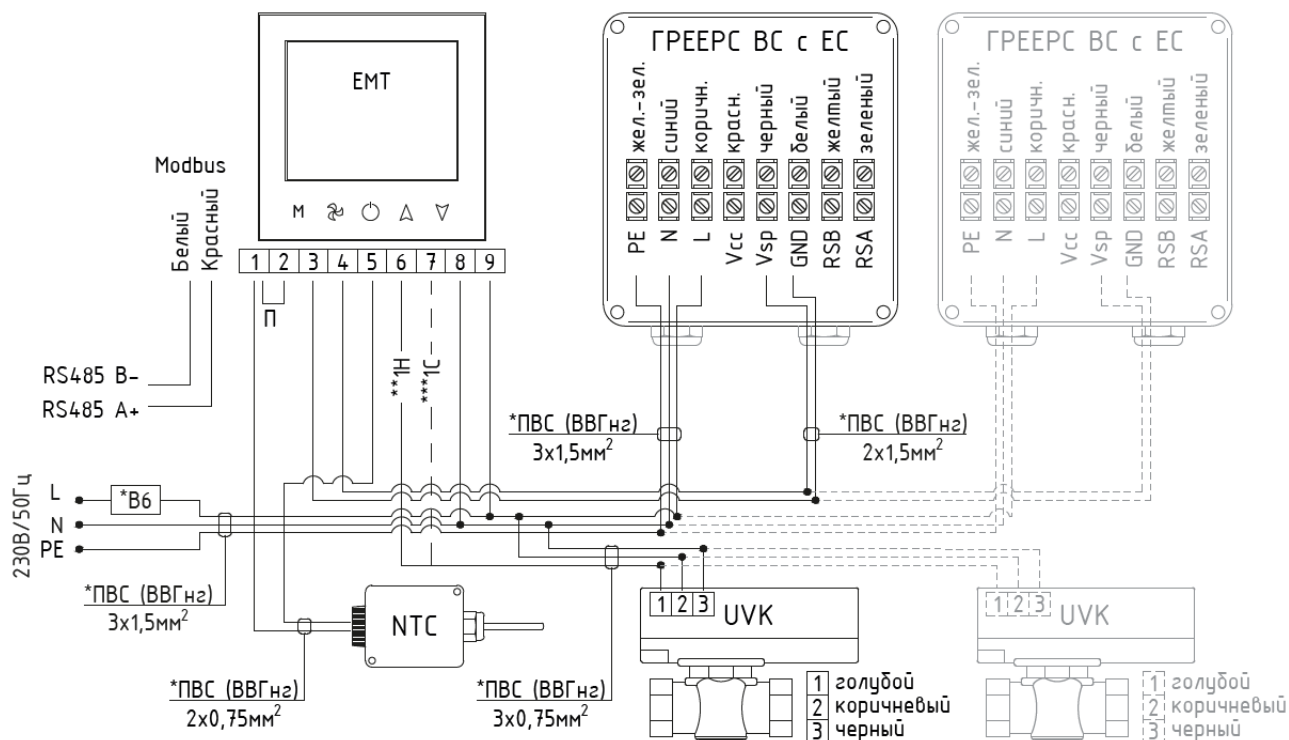 EMT
M
Modbus
Белый
Красный
1 2 3 4 5 6 7 8 9
П
RS485 B-
RS485 A+
**1H
***1C
ГРЕЕРС ВС с ЕС
жел.-зел.
синий
коричн.
красн.
черный
белый
желтый
зеленый
PE
N
L
Vcc
Vsp
GND
RSB
RSA
ГРЕЕРС ВС с ЕС
жел.-зел.
синий
коричн.
красн.
черный
белый
желтый
зеленый
PE
N
L
Vcc
Vsp
GND
RSB
RSA
*ПВС (ВВГнг)
3х1,5мм²
*ПВС (ВВГнг)
2х1,5мм²
230В/50Гц
L
*В6
N
PE
*ПВС (ВВГнг)
3х1,5мм²
NTC
*ПВС (ВВГнг)
2х0,75мм²
*ПВС (ВВГнг)
3х0,75мм²
1 2 3
UVK
1 голубой
2 коричневый
3 черный
1 2 3
UVK
1 голубой
2 коричневый
3 черный